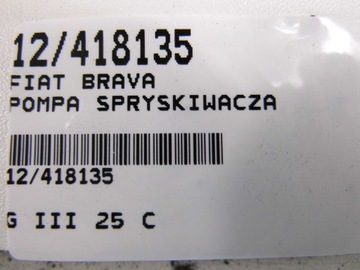 12/418135
FIAT BRAVA
POMPA SPRYSKIWACZA
12/418135
G III 25 C